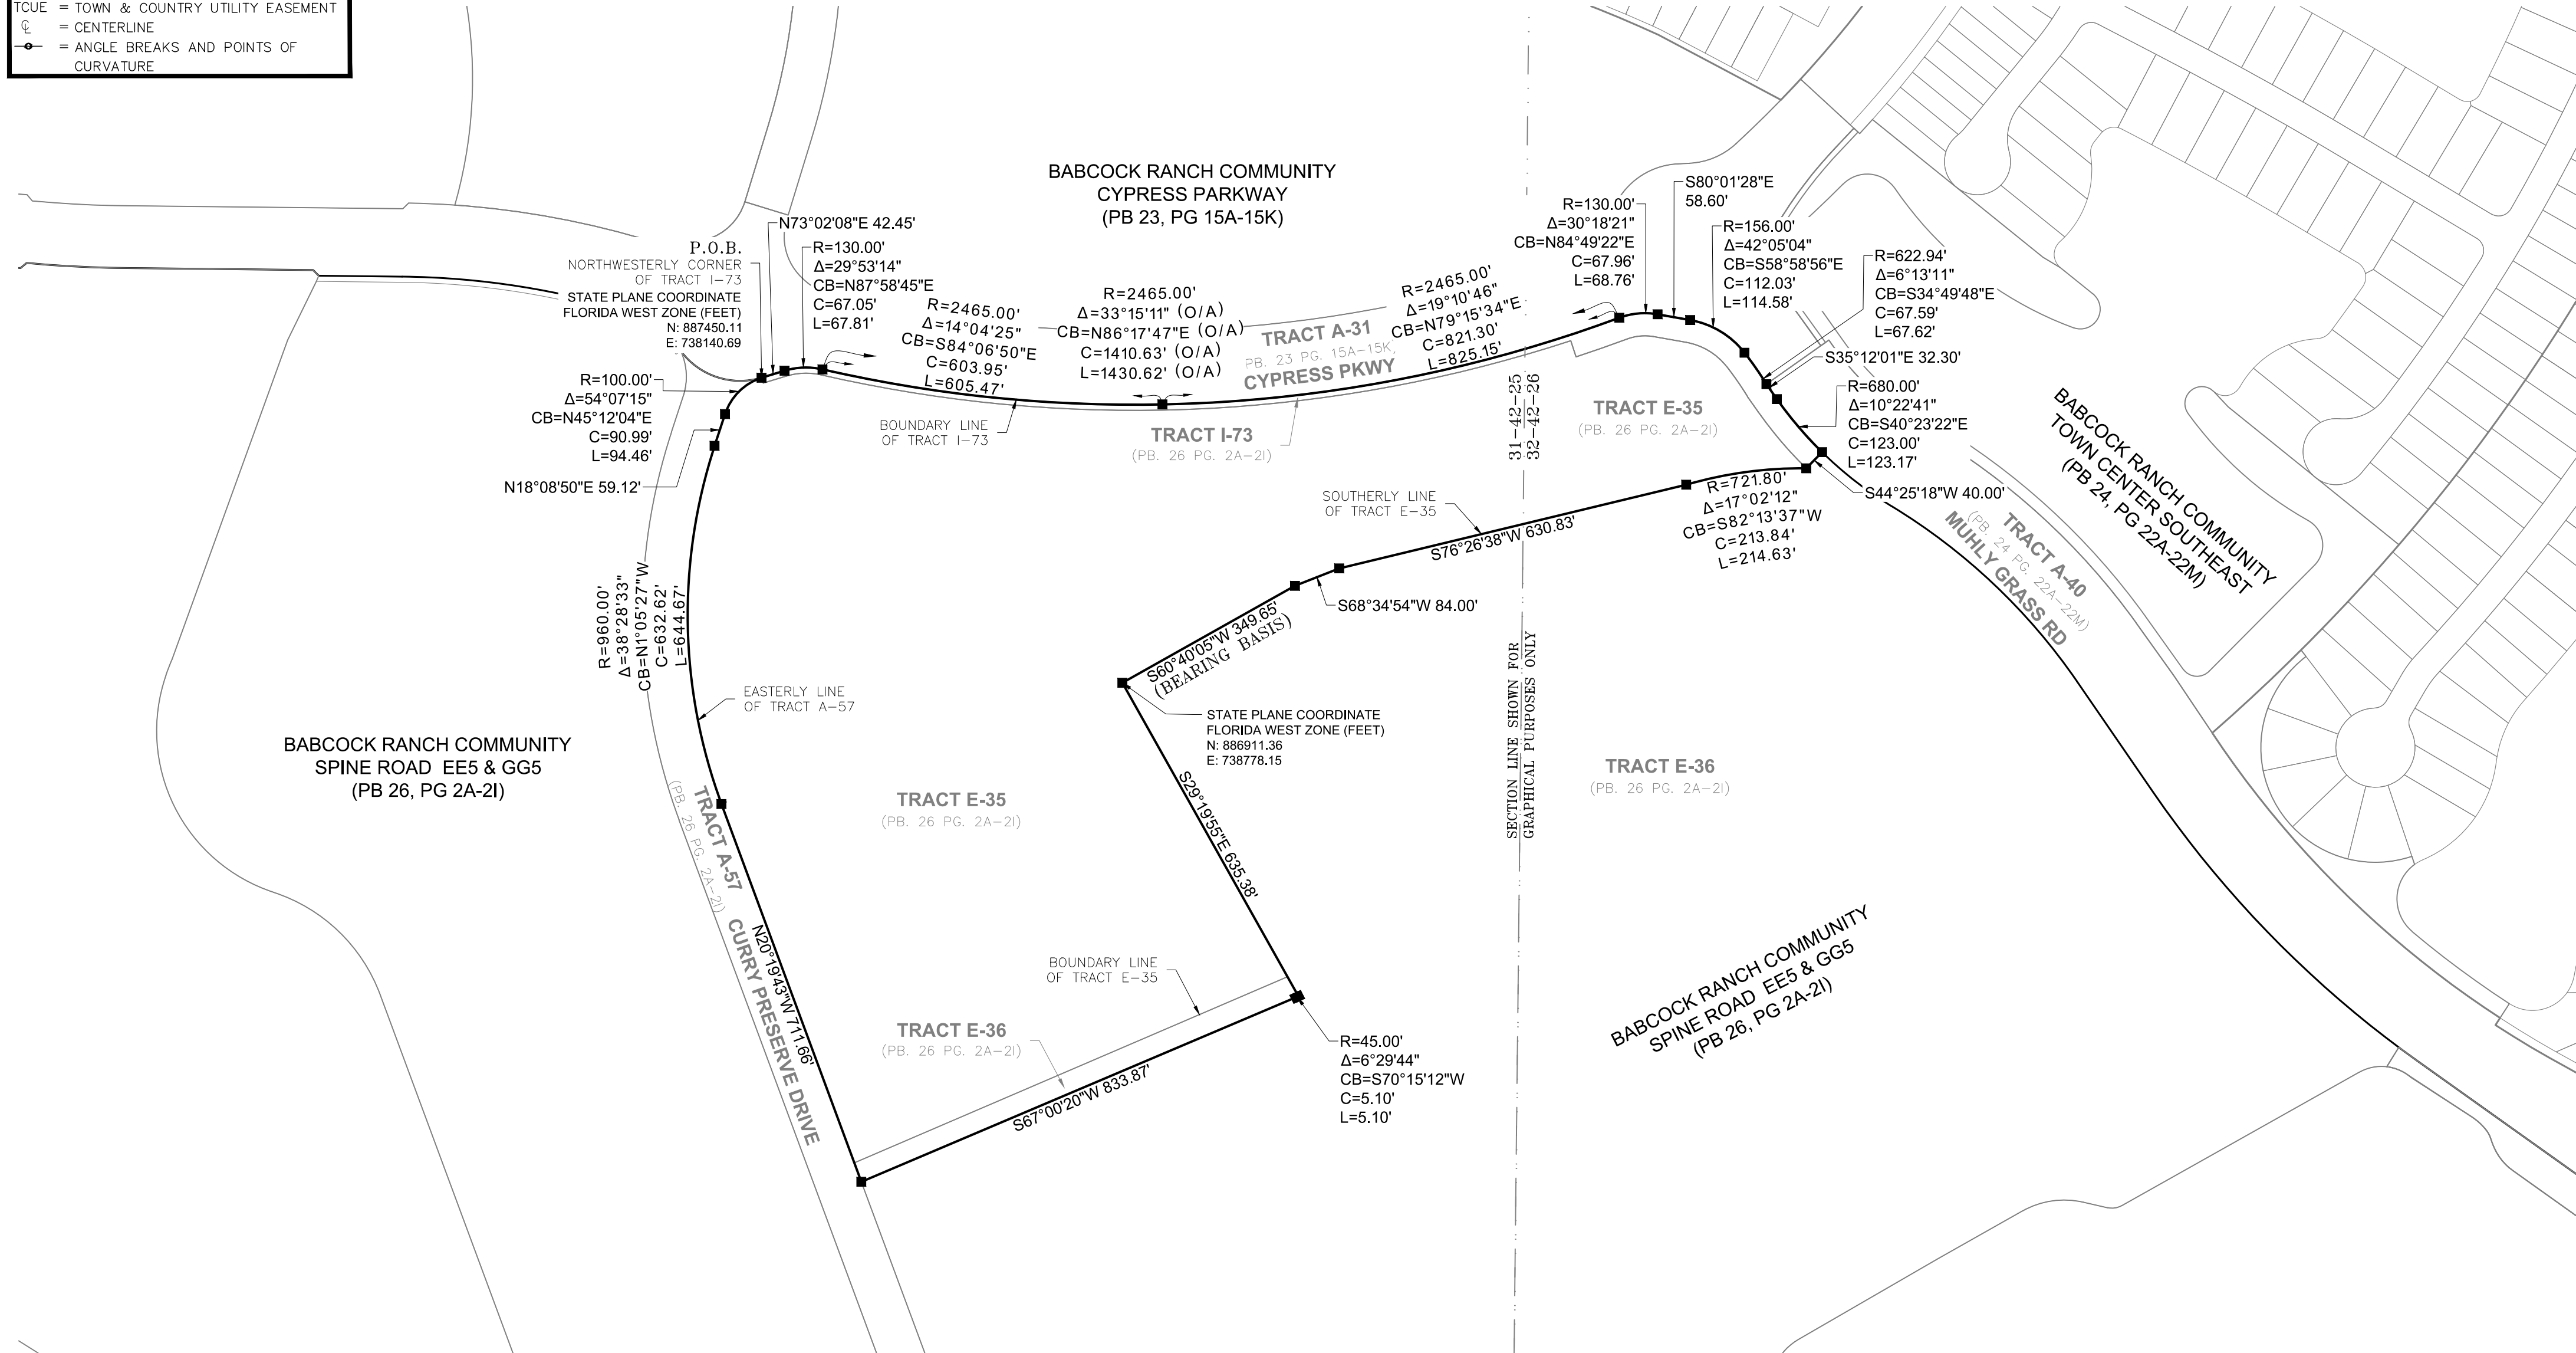 TCUE = TOWN & COUNTRY UTILITY EASEMENT
℄ = CENTERLINE
= ANGLE BREAKS AND POINTS OF
CURVATURE
BABCOCK RANCH COMMUNITY
CYPRESS PARKWAY
(PB 23, PG 15A-15K)
N73°02'08"E 42.45'
P.O.B.
NORTHWESTERLY CORNER
OF TRACT I-73
STATE PLANE COORDINATE
FLORIDA WEST ZONE (FEET)
N: 887450.11
E: 738140.69
R=130.00'
Δ=29°53'14"
CB=N87°58'45"E
C=67.05'
L=67.81'
R=2465.00'
Δ=14°04'25"
CB=S84°06'50"E
C=603.95'
L=605.47'
R=2465.00'
Δ=33°15'11" (O/A)
CB=N86°17'47"E (O/A)
C=1410.63' (O/A)
L=1430.62' (O/A)
TRACT A-31
PB. 23 PG. 15A-15K,
CYPRESS PKWY
R=2465.00'
Δ=19°10'46"
CB=N79°15'34"E
C=821.30'
L=825.15'
R=130.00'
Δ=30°18'21"
CB=N84°49'22"E
C=67.96'
L=68.76'
S80°01'28"E
58.60'
R=156.00'
Δ=42°05'04"
CB=S58°58'56"E
C=112.03'
L=114.58'
R=622.94'
Δ=6°13'11"
CB=S34°49'48"E
C=67.59'
L=67.62'
S35°12'01"E 32.30'
R=680.00'
Δ=10°22'41"
CB=S40°23'22"E
C=123.00'
L=123.17'
S44°25'18"W 40.00'
R=100.00'
Δ=54°07'15"
CB=N45°12'04"E
C=90.99'
L=94.46'
N18°08'50"E 59.12'
BOUNDARY LINE
OF TRACT I-73
TRACT I-73
(PB. 26 PG. 2A-2I)
31-42-25
32-42-26
TRACT E-35
(PB. 26 PG. 2A-2I)
BABCOCK RANCH COMMUNITY
TOWN CENTER SOUTHEAST
(PB 24, PG 22A-22M)
TRACT A-40
(PB. 24 PG. 22A-22M)
MUHLY GRASS RD
SOUTHERLY LINE
OF TRACT E-35
S76°26'38"W 630.83'
R=721.80'
Δ=17°02'12"
CB=S82°13'37"W
C=213.84'
L=214.63'
S68°34'54"W 84.00'
S60°40'05"W 349.65'
(BEARING BASIS)
STATE PLANE COORDINATE
FLORIDA WEST ZONE (FEET)
N: 886911.36
E: 738778.15
R=960.00'
Δ=38°28'33"
CB=N1°05'27"W
C=632.62'
L=644.67'
EASTERLY LINE
OF TRACT A-57
SECTION LINE SHOWN FOR
GRAPHICAL PURPOSES ONLY
BABCOCK RANCH COMMUNITY
SPINE ROAD EE5 & GG5
(PB 26, PG 2A-2I)
TRACT E-36
(PB. 26 PG. 2A-2I)
TRACT E-35
(PB. 26 PG. 2A-2I)
S29°19'55"E 635.38'
TRACT A-57
(PB. 26 PG. 2A-2I)
CURRY PRESERVE DRIVE
N20°19'43"W 711.66'
BOUNDARY LINE
OF TRACT E-35
TRACT E-36
(PB. 26 PG. 2A-2I)
S67°00'20"W 833.87'
R=45.00'
Δ=6°29'44"
CB=S70°15'12"W
C=5.10'
L=5.10'
BABCOCK RANCH COMMUNITY
SPINE ROAD EE5 & GG5
(PB 26, PG 2A-2I)